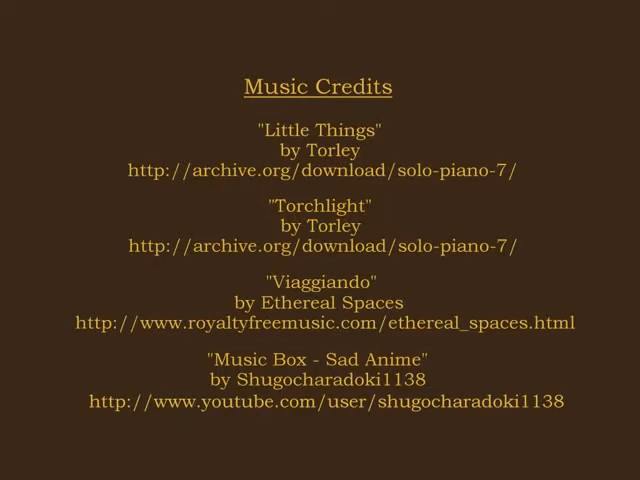 Music Credits
"Little Things"
by Torley
http://archive.org/download/solo-piano-7/
"Torchlight"
by Torley
http://archive.org/download/solo-piano-7/
"Viaggiando"
by Ethereal Spaces
http://www.royaltyfreemusic.com/ethereal_spaces.html
"Music Box - Sad Anime"
by Shugocharadoki1138
http://www.youtube.com/user/shugocharadoki1138